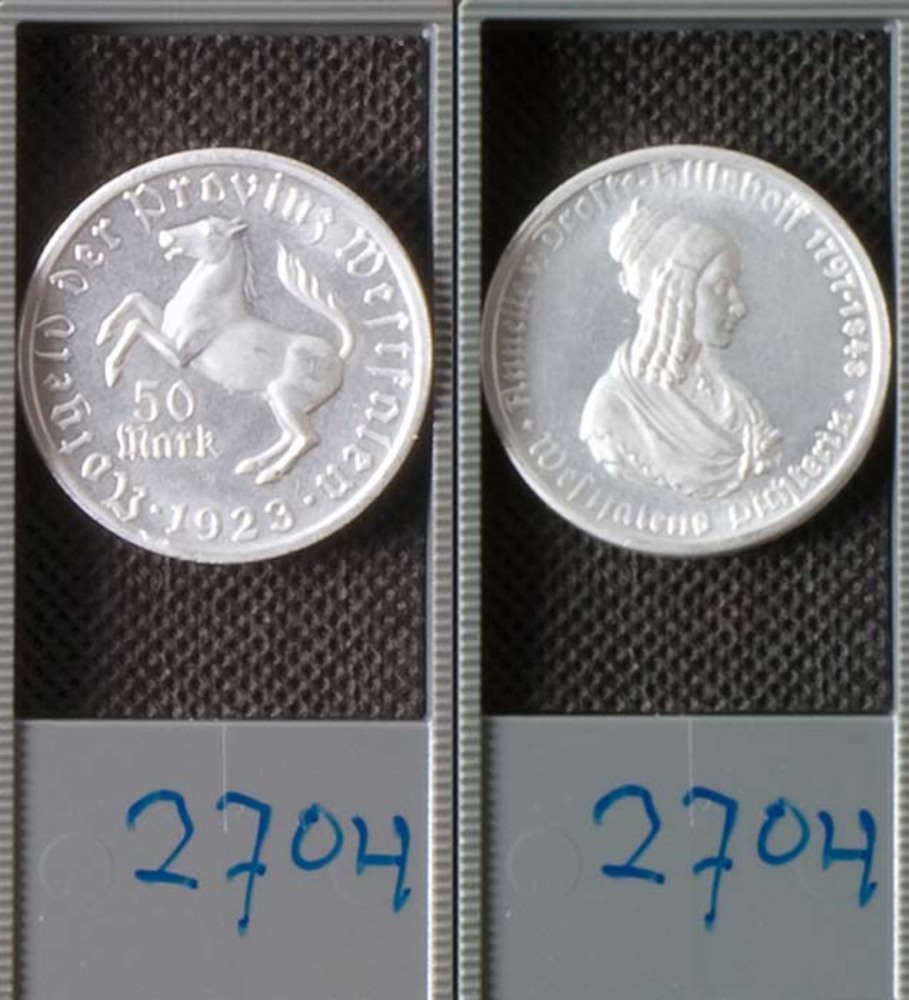 Notgeld der Provinz Westfalen
50
Mark
·1923·
2704
Annette v. Droste-Hülshoff 1797-1848
· Westfalens Dichterin ·
2704